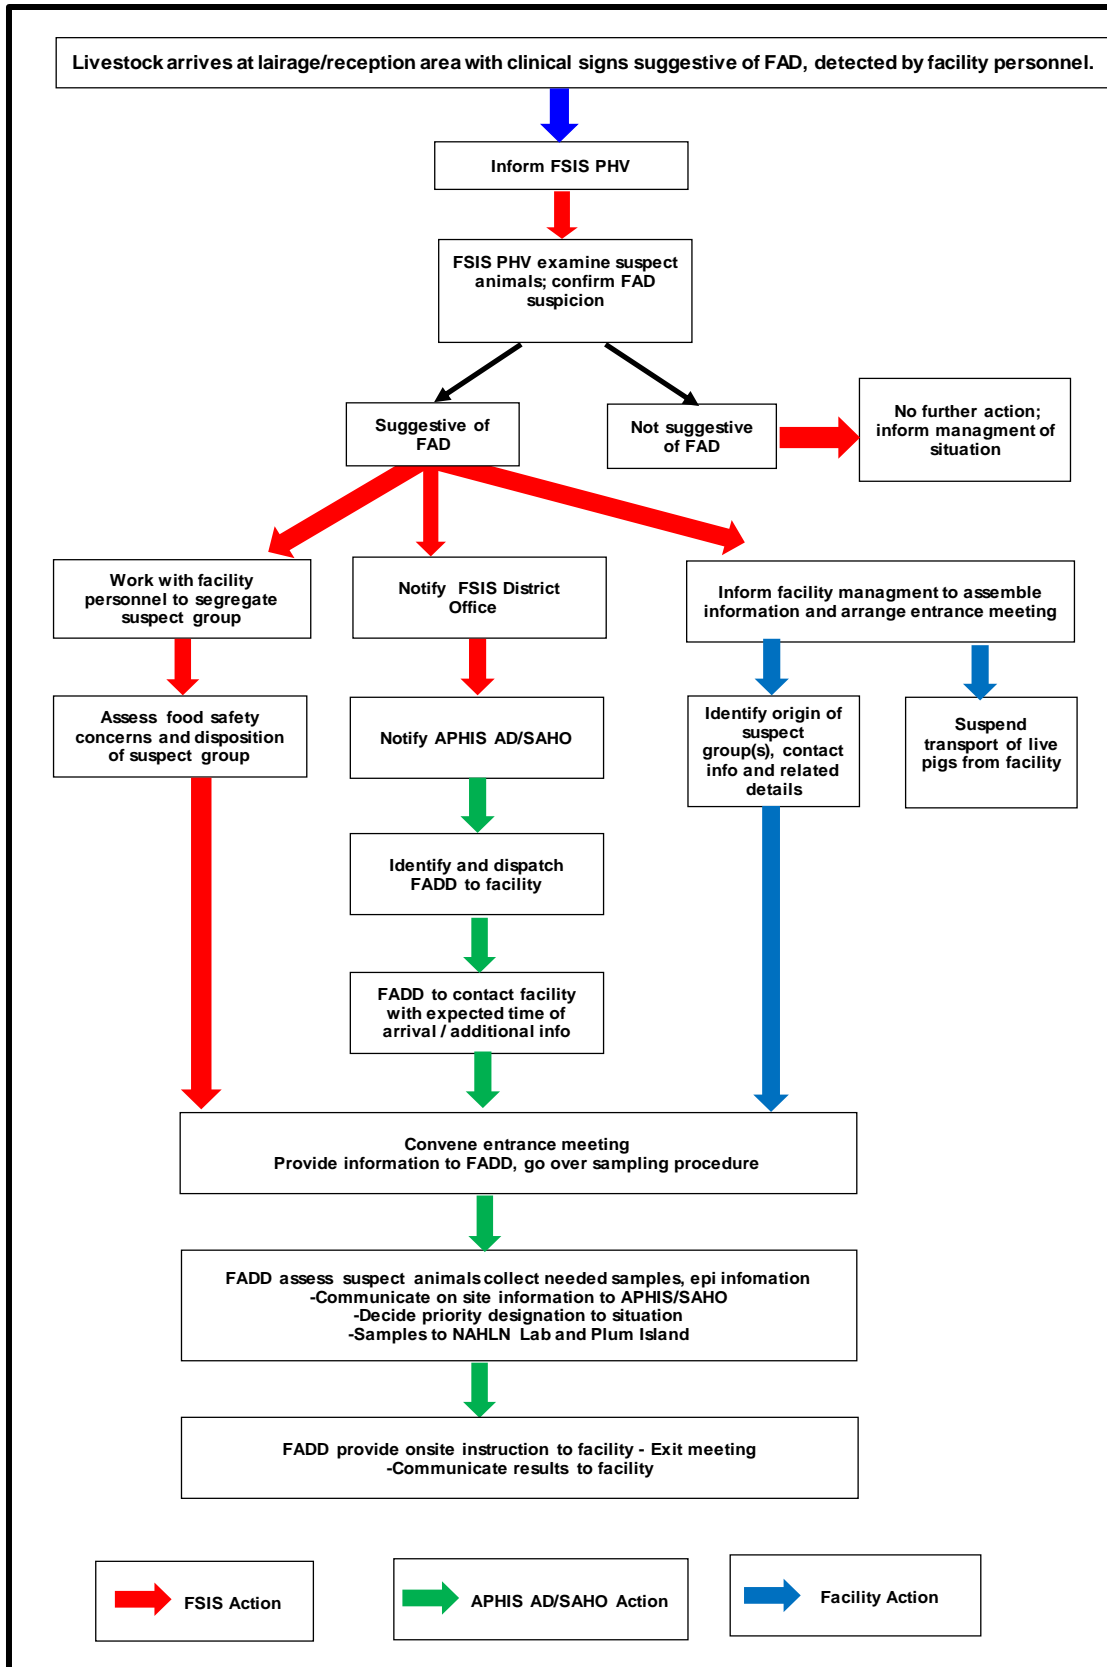 Livestock arrives at lairage/reception area with clinical signs suggestive of FAD, detected by facility personnel.
Inform FSIS PHV
FSIS PHV examine suspect
animals; confirm FAD
suspicion
Suggestive of
FAD
Not suggestive
of FAD
No further action;
inform managment of
situation
Work with facility
personnel to segregate
suspect group
Notify FSIS District
Office
Inform facility managment to assemble
information and arrange entrance meeting
Assess food safety
concerns and disposition
of suspect group
Notify APHIS AD/SAHO
Identify origin of
suspect
group(s), contact
info and related
details
Suspend
transport of live
pigs from facility
Identify and dispatch
FADD to facility
FADD to contact facility
with expected time of
arrival / additional info
Convene entrance meeting
Provide information to FADD, go over sampling procedure
FADD assess suspect animals collect needed samples, epi infomation
-Communicate on site information to APHIS/SAHO
-Decide priority designation to situation
-Samples to NAHLN Lab and Plum Island
FADD provide onsite instruction to facility - Exit meeting
-Communicate results to facility
FSIS Action
APHIS AD/SAHO Action
Facility Action